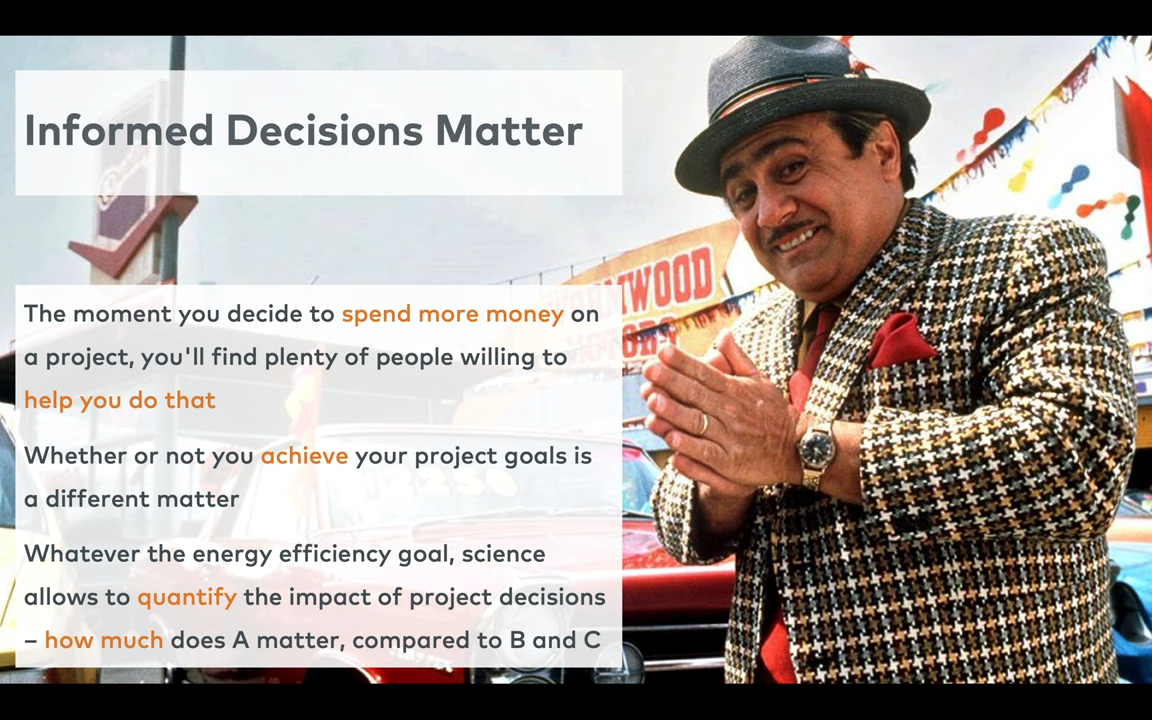 Informed Decisions Matter
The moment you decide to spend more money on
a project, you'll find plenty of people willing to
help you do that
Whether or not you achieve your project goals is
a different matter
Whatever the energy efficiency goal, science
allows to quantify the impact of project decisions
– how much does A matter, compared to B and C
WORMWOOD
MOTORS